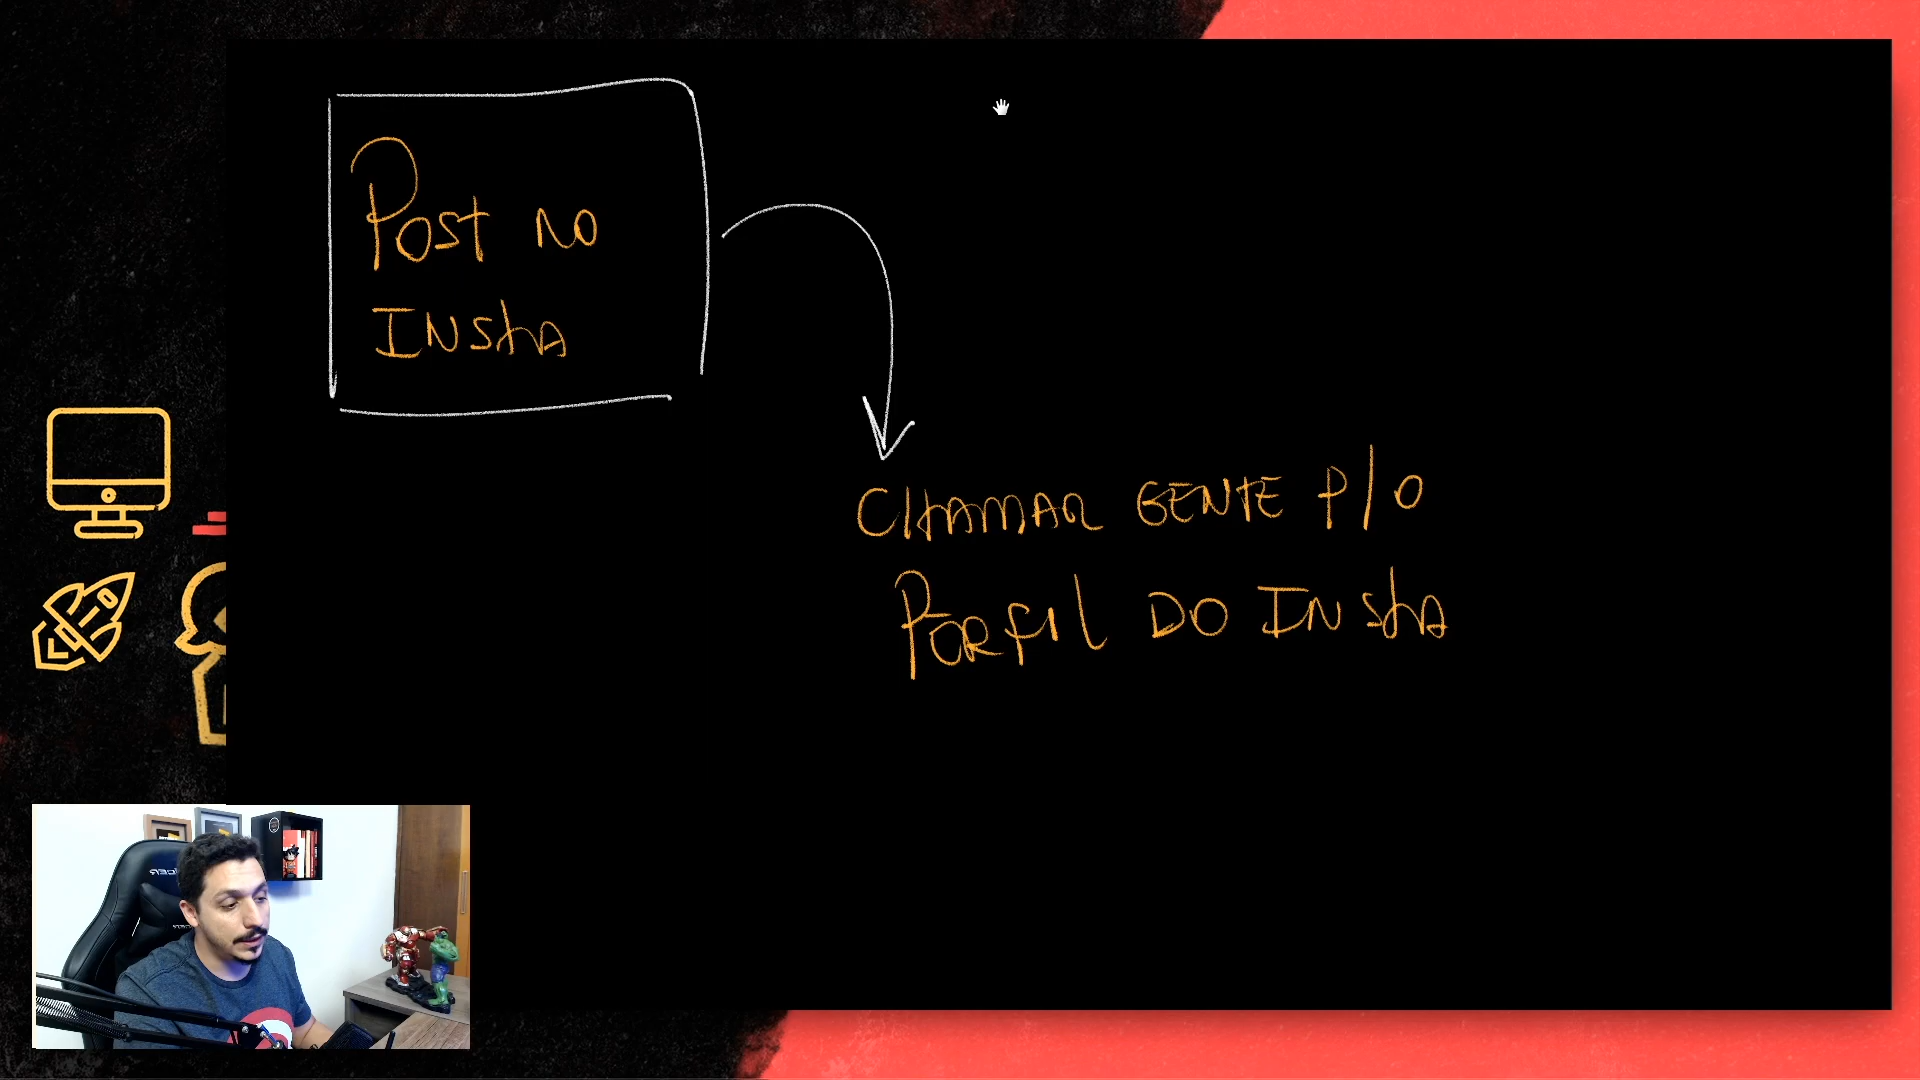 Post no
Insta
Chamar gente p/o
Perfil do Insta